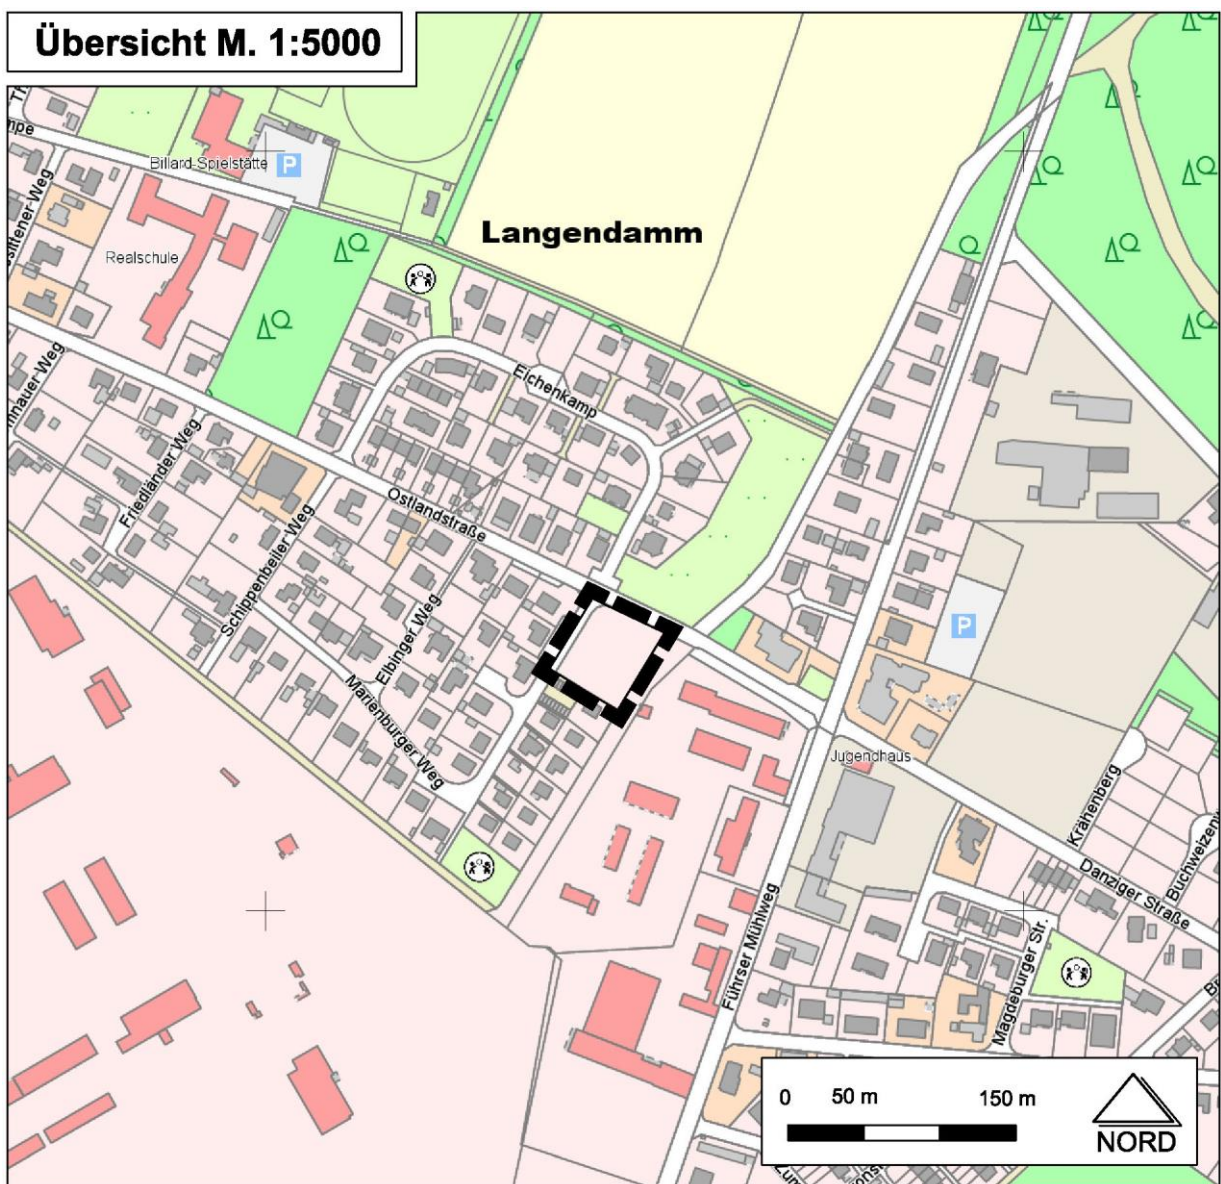 Übersicht M. 1:5000
Billard-Spielstätte
P
Langendamm
Realschule
Eichenkamp
Friedländer Weg
Ostlandstraße
Schippenbeiler Weg
Elbinger Weg
Marienburger Weg
P
Jugendhaus
Krähenberg
Danziger Straße
Führser Mühlweg
Magdeburger Str.
0 50 m 150 m
NORD